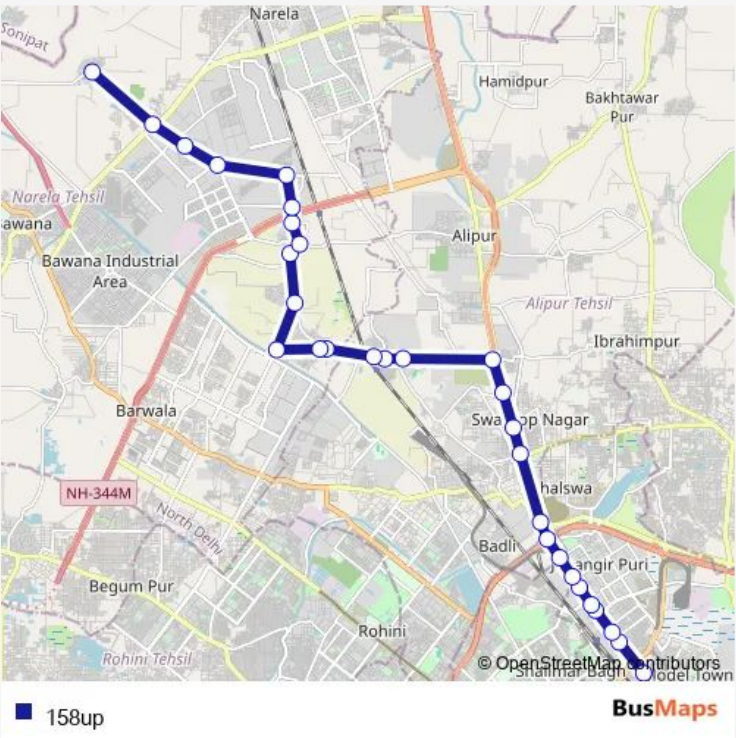 Narela
Sonipat
Hamidpur
Bakhtawar
Pur
Narela Tehsil
awana
Alipur
Bawana Industrial
Area
Alipur Tehsil
Ibrahimpur
Barwala
Swa op Nagar
NH-344M
halswa
North Delhi
Badli
angir Puri
Begum Pur
Rohini
Rohini Tehsil
© OpenStreetMap contributors
Shalimar Bagh
odel Town
158up
BusMaps